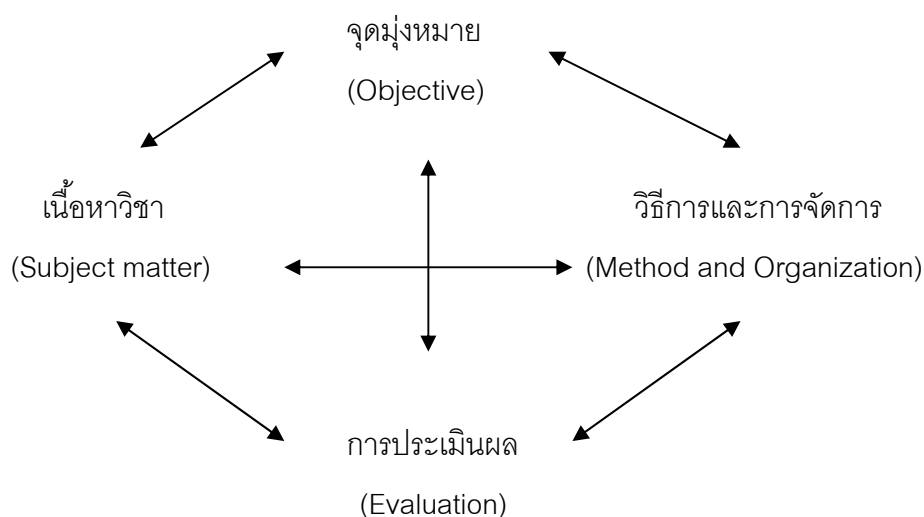 จุดมุ่งหมาย
(Objective)
เนื้อหาวิชา
(Subject matter)
วิธีการและการจัดการ
(Method and Organization)
การประเมินผล
(Evaluation)